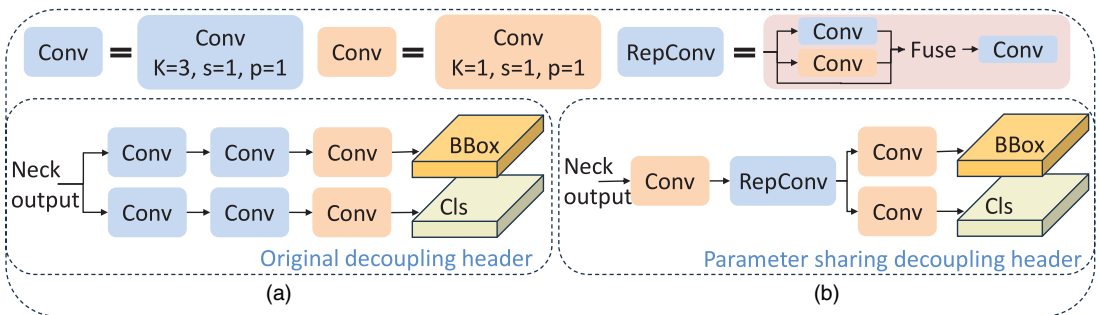 Conv = Conv
K=3, s=1, p=1
Conv = Conv
K=1, s=1, p=1
RepConv = Conv
Conv
Fuse
Conv
Neck
output
Conv
Conv
Conv
BBox
Conv
Conv
Conv
Cls
Original decoupling header
(a)
Neck
output
Conv
RepConv
Conv
BBox
Conv
Cls
Parameter sharing decoupling header
(b)